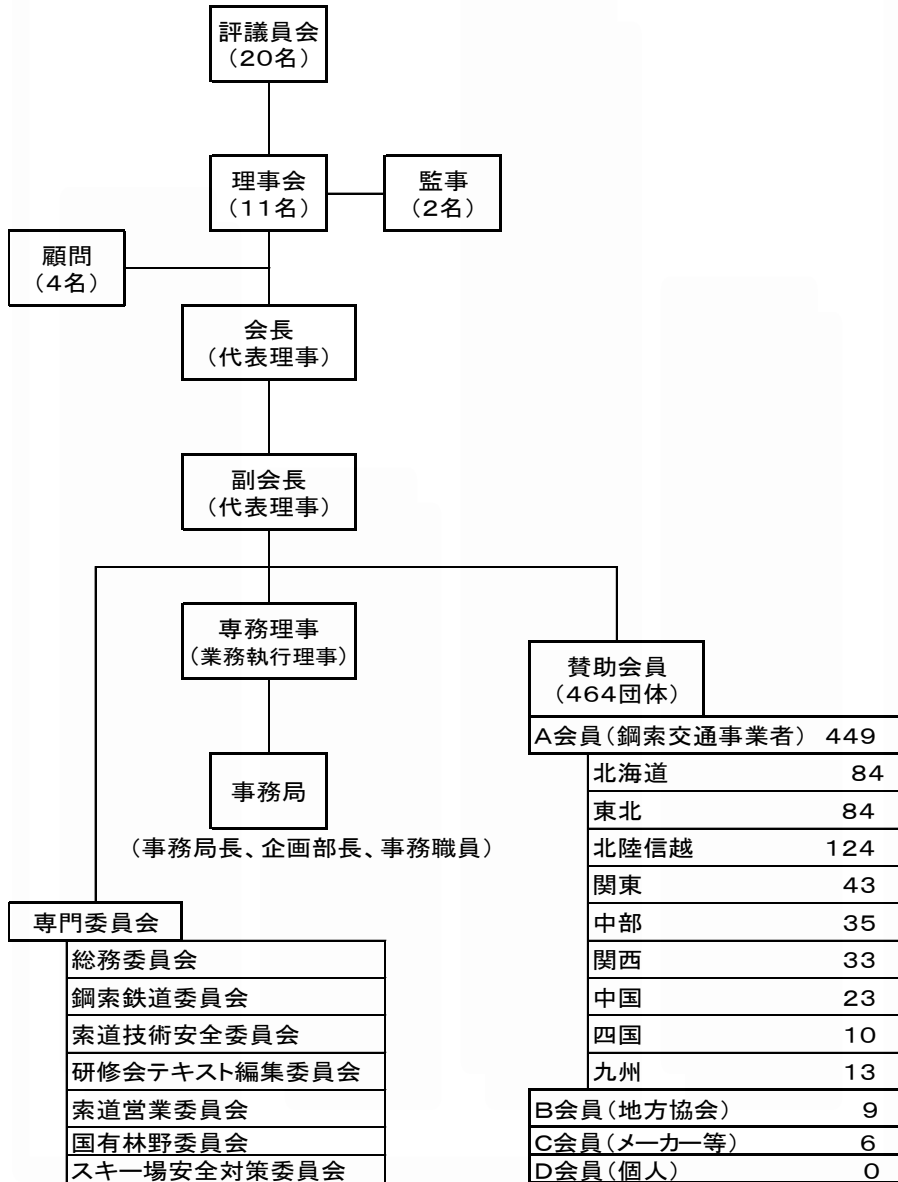 評議員会
(20名)
理事会
(11名)
監事
(2名)
顧問
(4名)
会長
(代表理事)
副会長
(代表理事)
専務理事
(業務執行理事)
事務局
(事務局長、企画部長、事務職員)
専門委員会
総務委員会
鋼索鉄道委員会
索道技術安全委員会
研修会テキスト編集委員会
索道営業委員会
国有林野委員会
スキー場安全対策委員会
賛助会員
(464団体)
A会員(鋼索交通事業者) 449
北海道 84
東北 84
北陸信越 124
関東 43
中部 35
関西 33
中国 23
四国 10
九州 13
B会員(地方協会) 9
C会員(メーカー等) 6
D会員(個人) 0